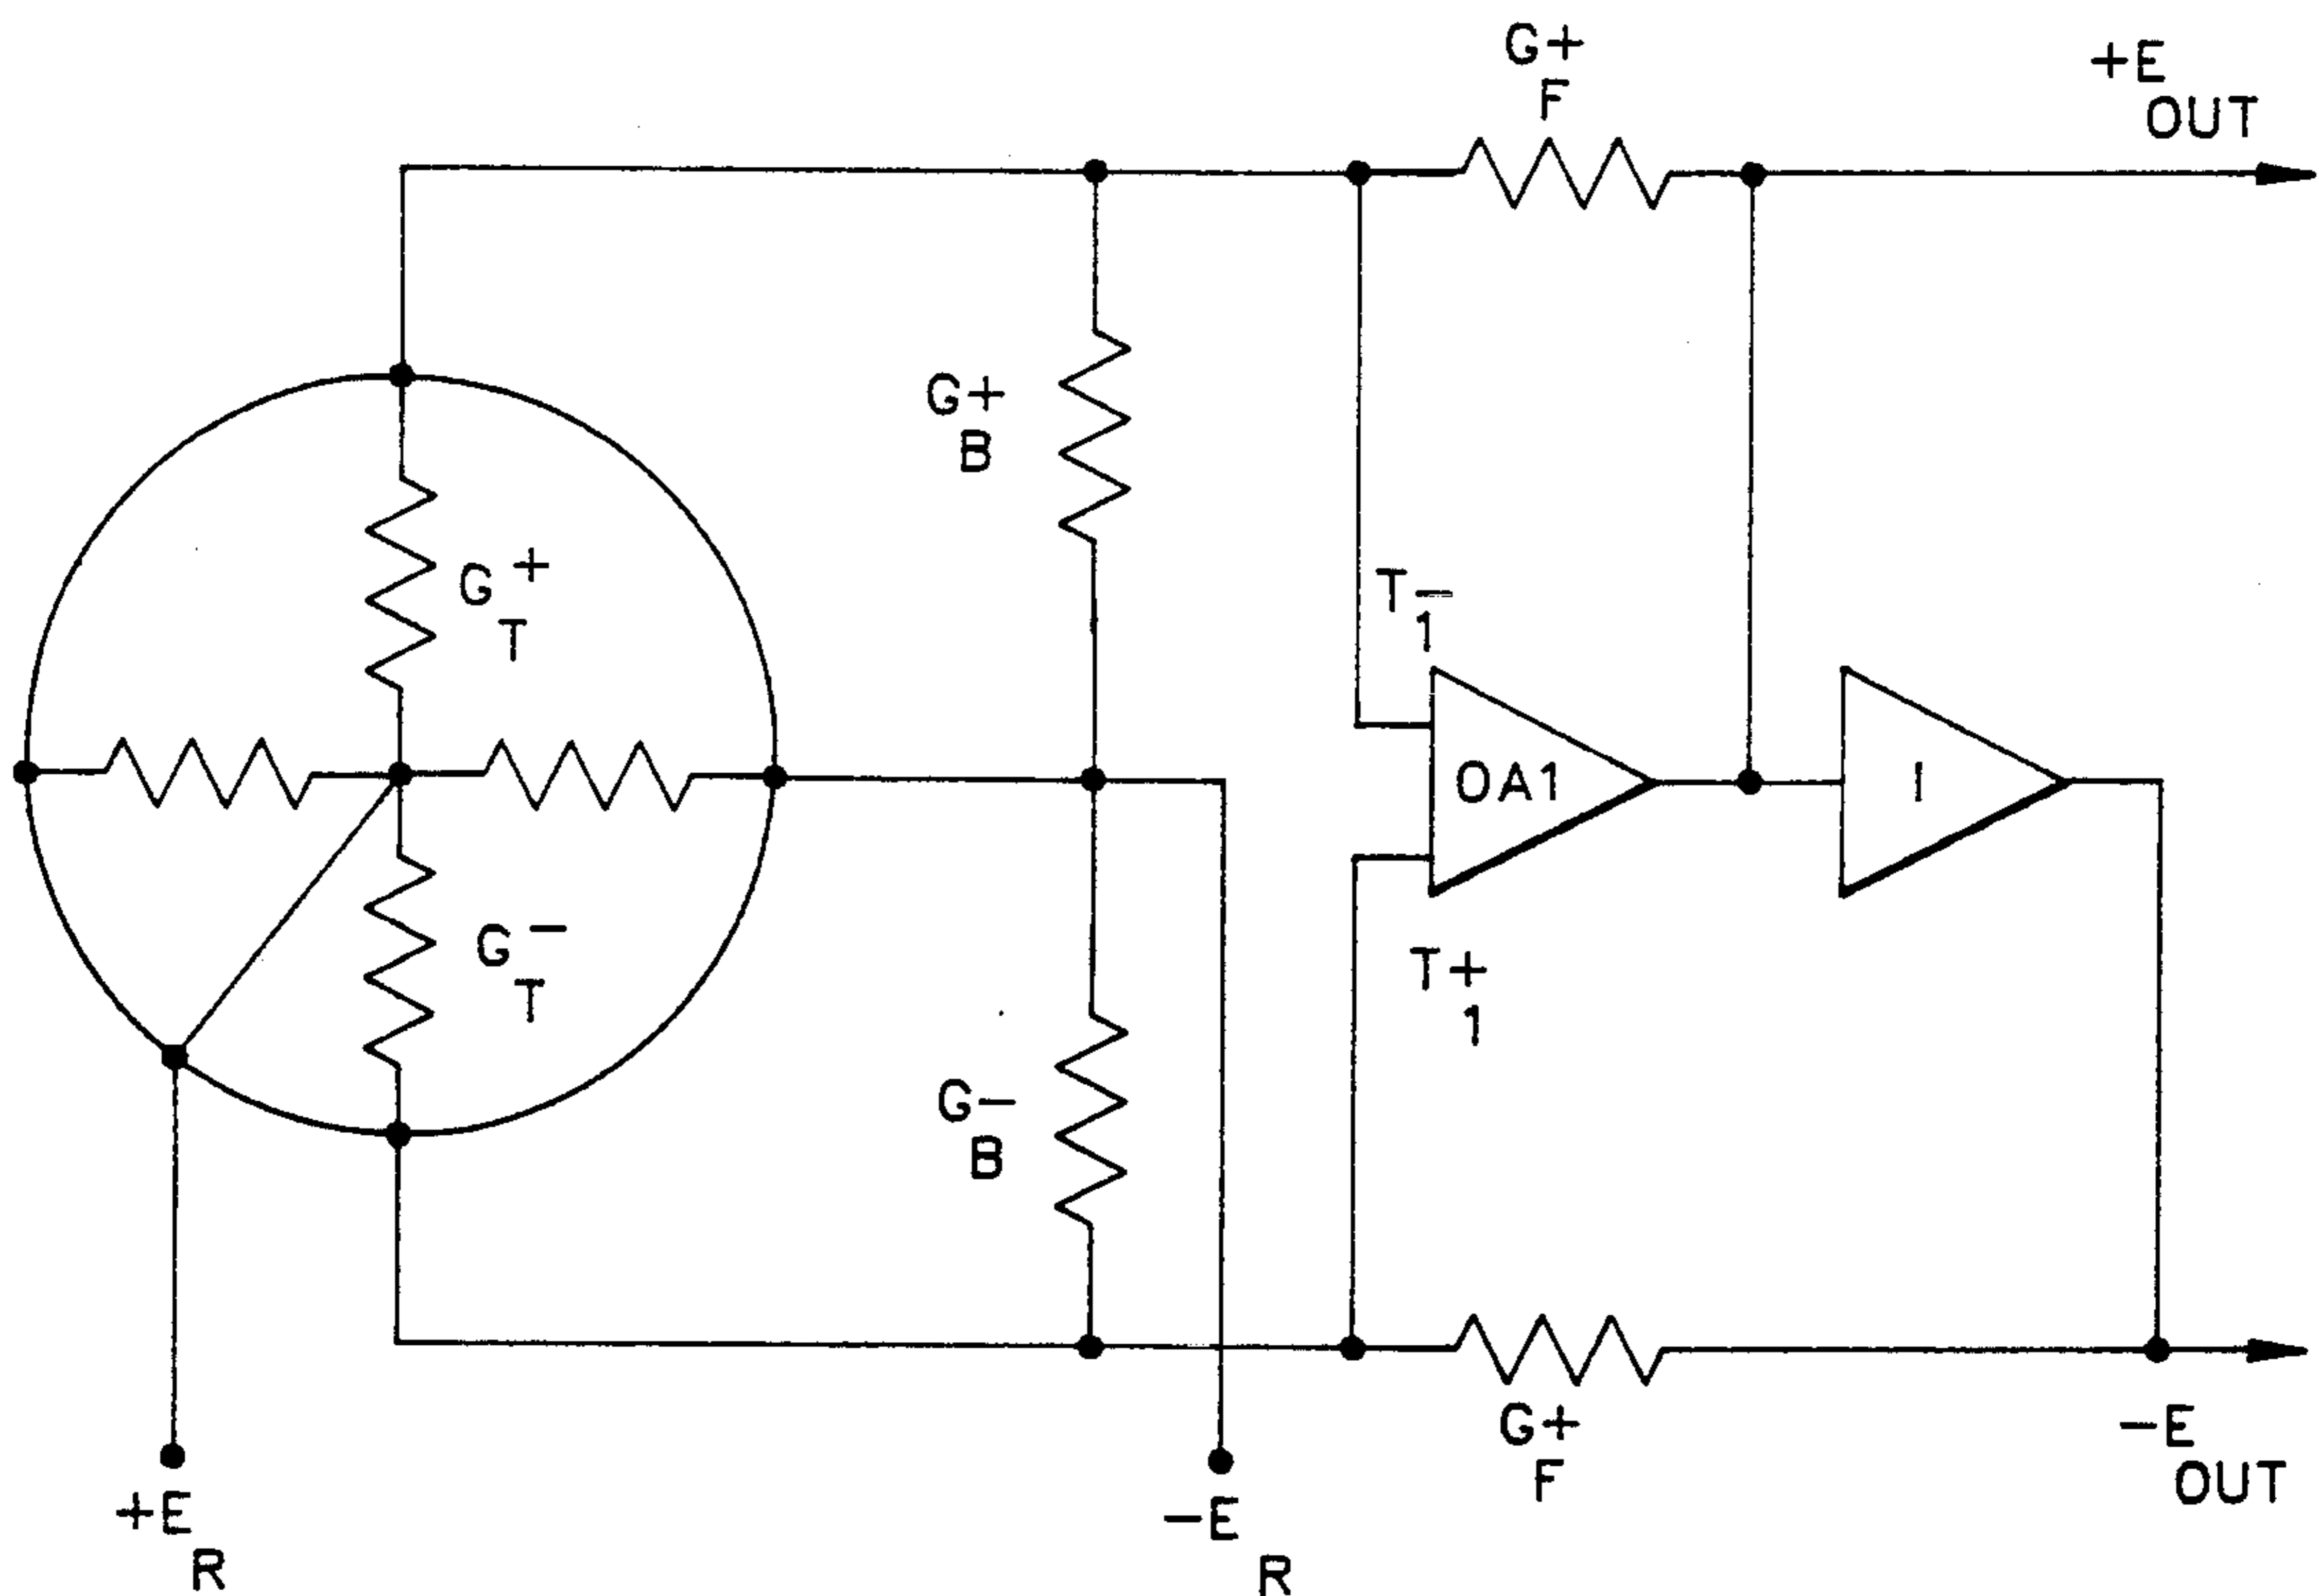 G+
F
+E
OUT
G+
B
G+
T
T-
1
OA1
I
G-
T
T+
1
G-
B
G+
F
-E
OUT
+E
R
-E
R